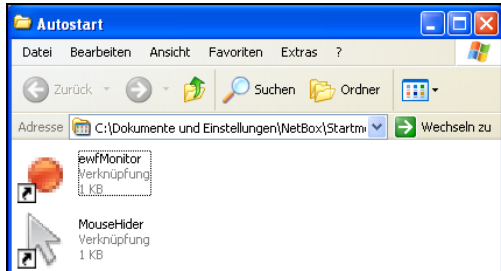 Autostart
Datei Bearbeiten Ansicht Favoriten Extras ?
Zurück Suchen Ordner
Adresse C:\Dokumente und Einstellungen\NetBox\Startm Wechseln zu
ewfMonitor
Verknüpfung
1 KB
MouseHider
Verknüpfung
1 KB